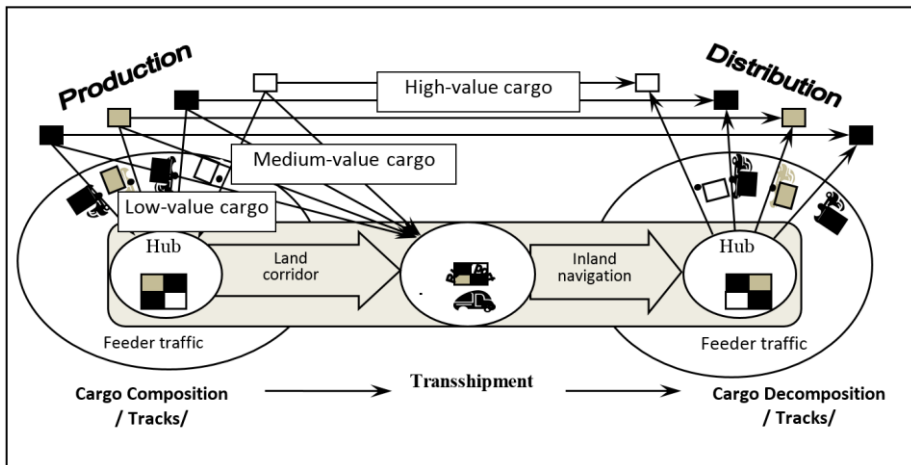 Production
Distribution
High-value cargo
Medium-value cargo
Low-value cargo
Hub
Land
corridor
Inland
navigation
Hub
Feeder traffic
Feeder traffic
Cargo Composition
/ Tracks/
Transshipment
Cargo Decomposition
/ Tracks/